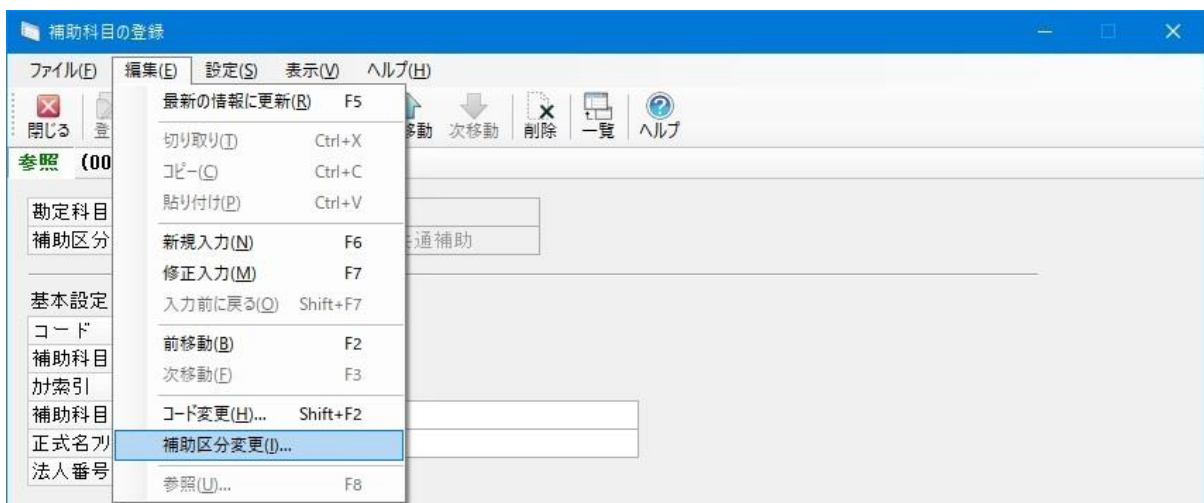 補助科目の登録
ファイル(F) 編集(E) 設定(S) 表示(V) ヘルプ(H)
閉じる 登 移動 次移動 削除 一覧 ヘルプ
参照 (00
最新の情報に更新(R) F5
切り取り(T) Ctrl+X
コピー(C) Ctrl+C
貼り付け(P) Ctrl+V
新規入力(N) F6
修正入力(M) F7
入力前に戻る(O) Shift+F7
前移動(B) F2
次移動(F) F3
コード変更(H)... Shift+F2
補助区分変更(I)...
参照(U)... F8
勘定科目
補助区分 通補助
基本設定
コード
補助科目
カナ索引
補助科目
正式名フリ
法人番号